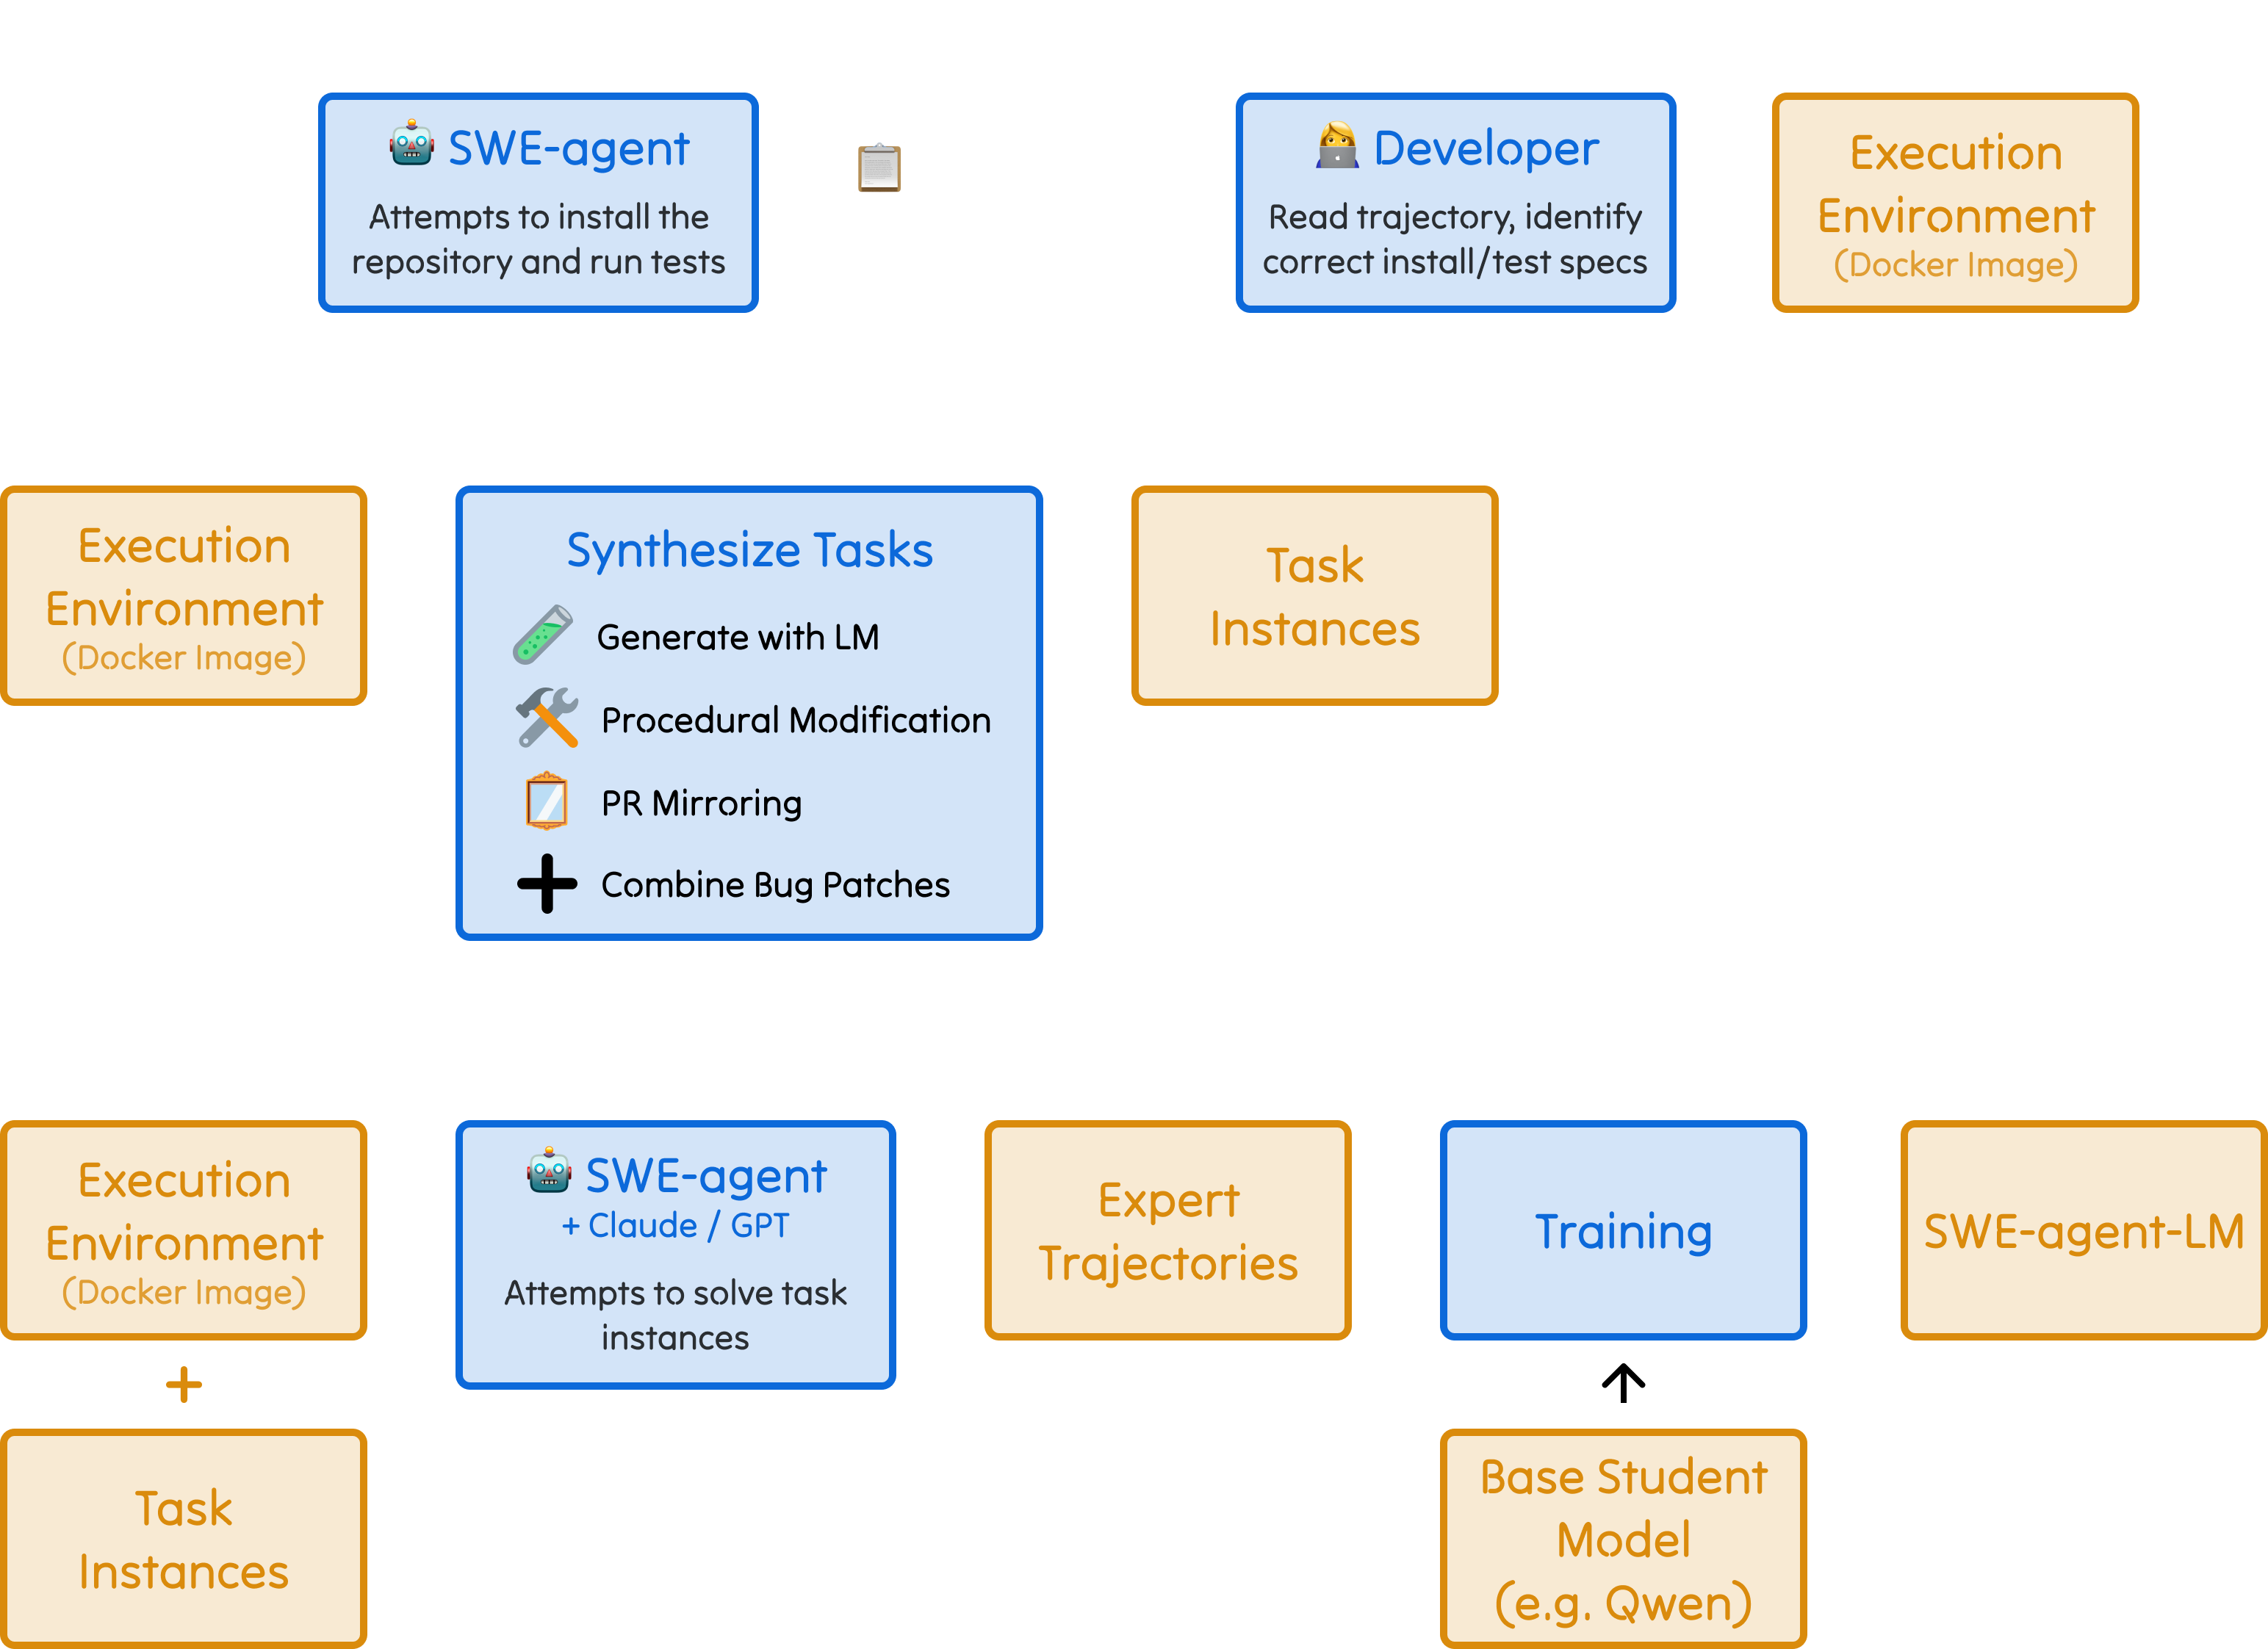 SWE-agent
Attempts to install the
repository and run tests
Developer
Read trajectory, identify
correct install/test specs
Execution
Environment
(Docker Image)
Execution
Environment
(Docker Image)
Synthesize Tasks
Generate with LM
Procedural Modification
PR Mirroring
Combine Bug Patches
Task
Instances
Execution
Environment
(Docker Image)
+
Task
Instances
SWE-agent
+ Claude / GPT
Attempts to solve task
instances
Expert
Trajectories
Training
Base Student
Model
(e.g. Qwen)
SWE-agent-LM